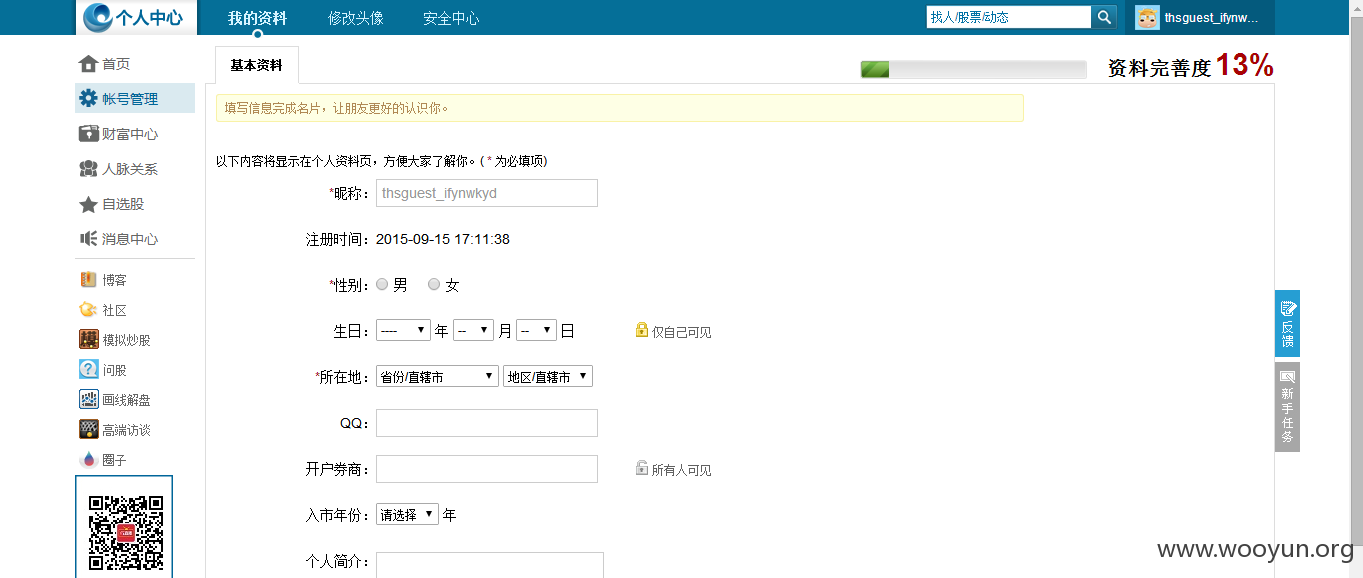 个人中心 我的资料 修改头像 安全中心 找人/股票/动态 thsguest_ifynw...
首页
帐号管理
财富中心
人脉关系
自选股
消息中心
博客
社区
模拟炒股
问股
画线解盘
高端访谈
圈子
基本资料 资料完善度 13%
填写信息完成名片，让朋友更好的认识你。
以下内容将显示在个人资料页，方便大家了解你。( * 为必填项)
*昵称： thsguest_ifynwkyd
注册时间： 2015-09-15 17:11:38
*性别： 男 女
生日： ---- 年 -- 月 -- 日 仅自己可见
*所在地： 省份/直辖市 地区/直辖市
QQ：
开户券商： 所有人可见
入市年份： 请选择 年
个人简介：
反馈
新手任务
www.wooyun.org